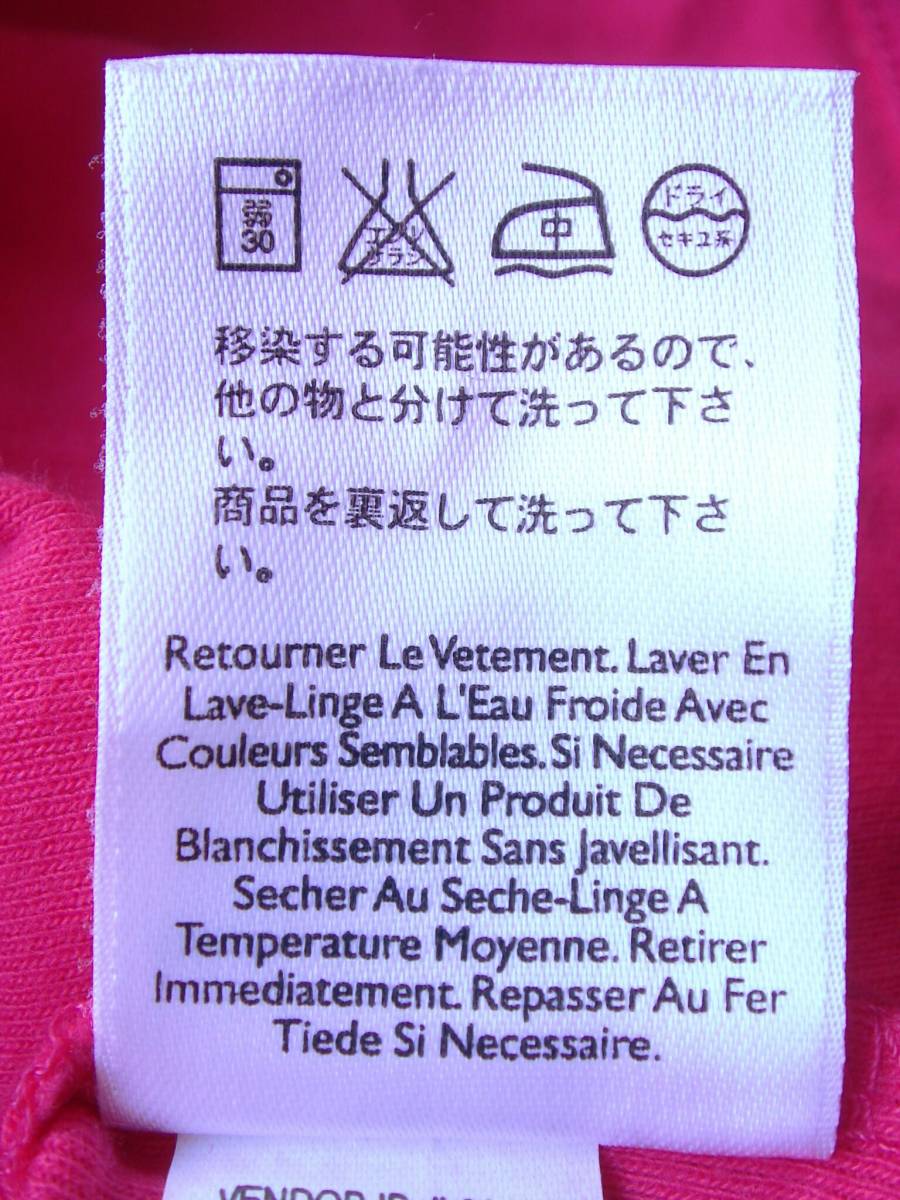 弱
30
エンソ
サラシ
中
ドライ
セキユ系
移染する可能性があるので、
他の物と分けて洗って下さ
い。
商品を裏返して洗って下さ
い。
Retourner Le Vetement. Laver En
Lave-Linge A L'Eau Froide Avec
Couleurs Semblables. Si Necessaire
Utiliser Un Produit De
Blanchissement Sans Javellisant.
Secher Au Seche-Linge A
Temperature Moyenne. Retirer
Immediatement. Repasser Au Fer
Tiede Si Necessaire.
VENDOR ID